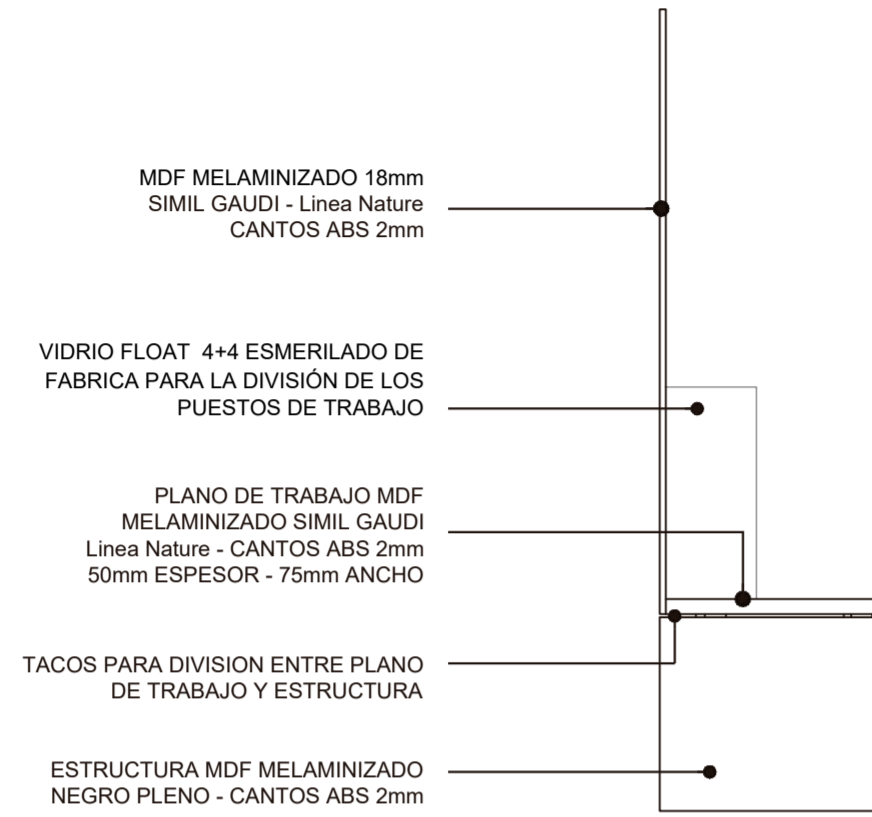 MDF MELAMINIZADO 18mm
SIMIL GAUDI - Linea Nature
CANTOS ABS 2mm
VIDRIO FLOAT 4+4 ESMERILADO DE
FABRICA PARA LA DIVISIÓN DE LOS
PUESTOS DE TRABAJO
PLANO DE TRABAJO MDF
MELAMINIZADO SIMIL GAUDI
Linea Nature - CANTOS ABS 2mm
50mm ESPESOR - 75mm ANCHO
TACOS PARA DIVISION ENTRE PLANO
DE TRABAJO Y ESTRUCTURA
ESTRUCTURA MDF MELAMINIZADO
NEGRO PLENO - CANTOS ABS 2mm